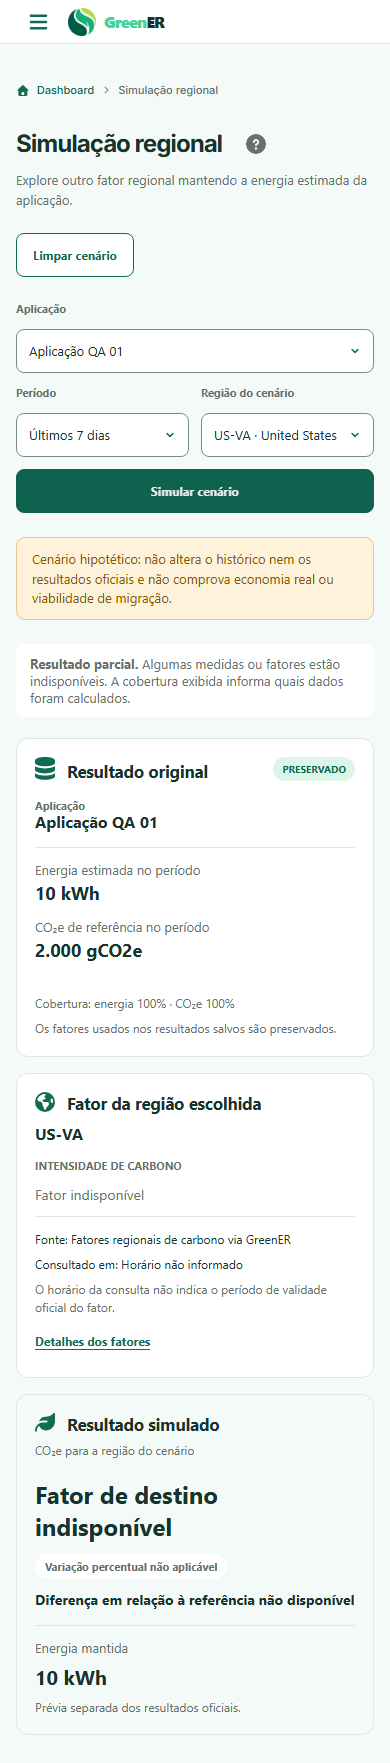 GreenER
Dashboard > Simulação regional
Simulação regional ?
Explore outro fator regional mantendo a energia estimada da
aplicação.
Limpar cenário
Aplicação
Aplicação QA 01
Período Região do cenário
Últimos 7 dias US-VA · United States
Simular cenário
Cenário hipotético: não altera o histórico nem os
resultados oficiais e não comprova economia real ou
viabilidade de migração.
Resultado parcial. Algumas medidas ou fatores estão
indisponíveis. A cobertura exibida informa quais dados
foram calculados.
Resultado original PRESERVADO
Aplicação
Aplicação QA 01
Energia estimada no período
10 kWh
CO₂e de referência no período
2.000 gCO2e
Cobertura: energia 100% · CO₂e 100%
Os fatores usados nos resultados salvos são preservados.
Fator da região escolhida
US-VA
INTENSIDADE DE CARBONO
Fator indisponível
Fonte: Fatores regionais de carbono via GreenER
Consultado em: Horário não informado
O horário da consulta não indica o período de validade
oficial do fator.
Detalhes dos fatores
Resultado simulado
CO₂e para a região do cenário
Fator de destino
indisponível
Variação percentual não aplicável
Diferença em relação à referência não disponível
Energia mantida
10 kWh
Prévia separada dos resultados oficiais.